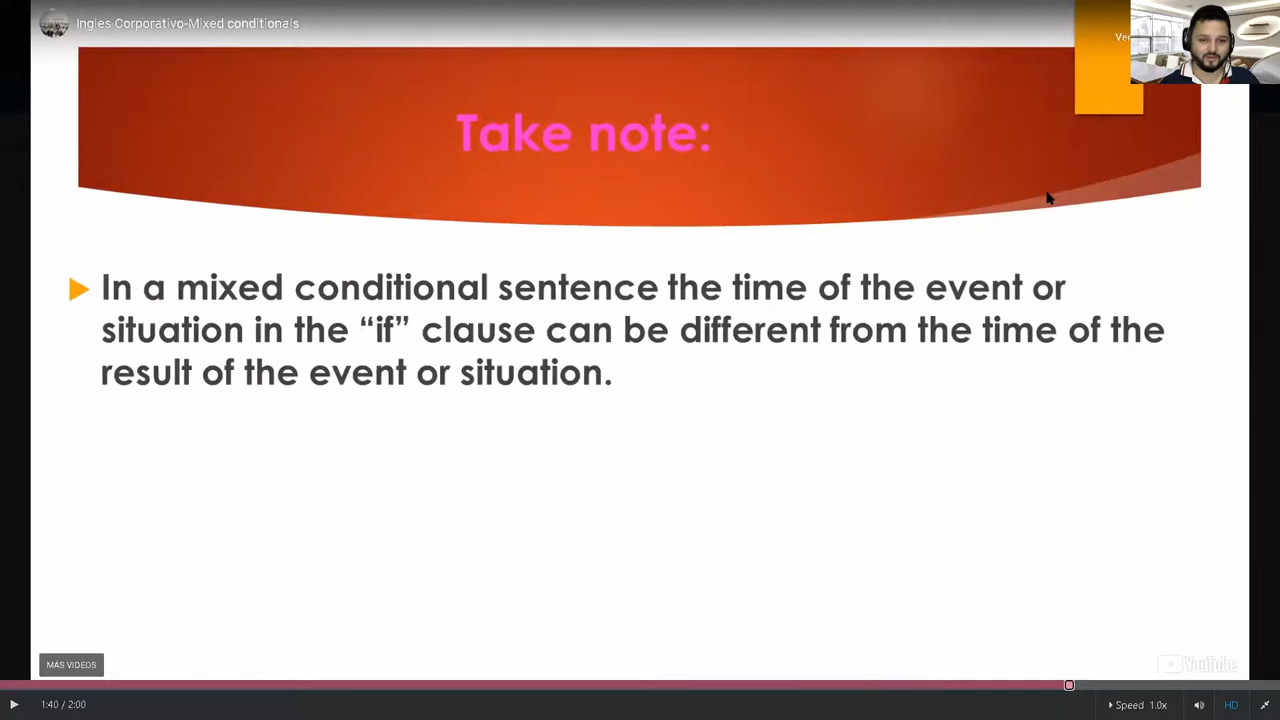 Ingles Corporativo-Mixed conditionals
Take note:
In a mixed conditional sentence the time of the event or
situation in the “if” clause can be different from the time of the
result of the event or situation.
MÁS VIDEOS
YouTube
1:40 / 2:00
Speed 1.0x
HD